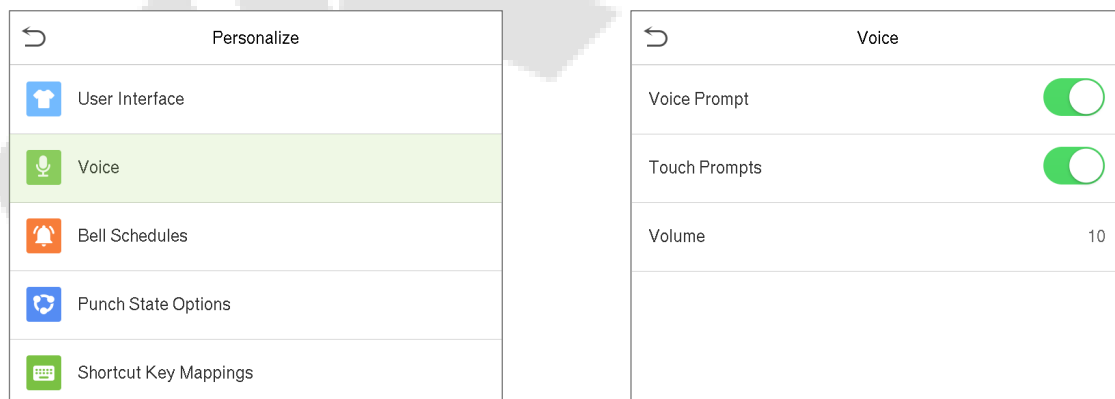 Personalize
User Interface
Voice
Bell Schedules
Punch State Options
Shortcut Key Mappings
Voice
Voice Prompt
Touch Prompts
Volume 10